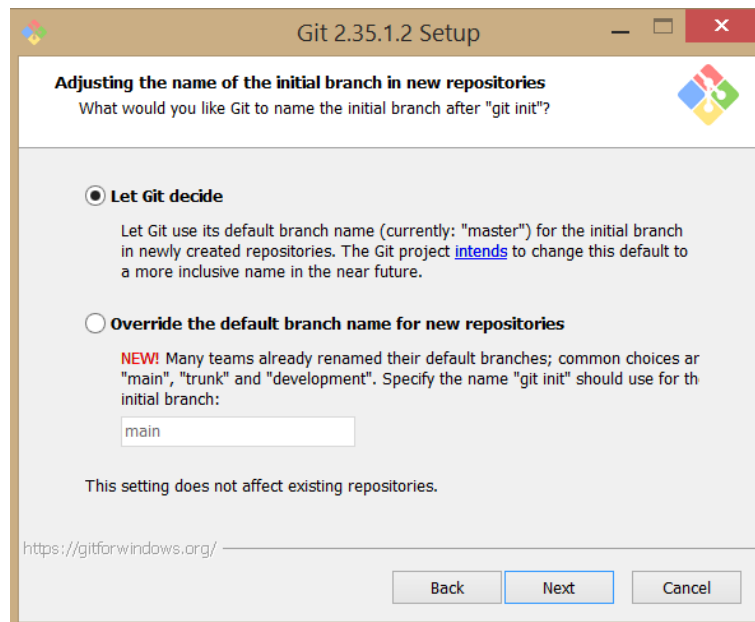 Git 2.35.1.2 Setup
Adjusting the name of the initial branch in new repositories
What would you like Git to name the initial branch after "git init"?
Let Git decide
Let Git use its default branch name (currently: "master") for the initial branch
in newly created repositories. The Git project intends to change this default to
a more inclusive name in the near future.
Override the default branch name for new repositories
NEW! Many teams already renamed their default branches; common choices ar
"main", "trunk" and "development". Specify the name "git init" should use for th
initial branch:
main
This setting does not affect existing repositories.
https://gitforwindows.org/
Back Next Cancel